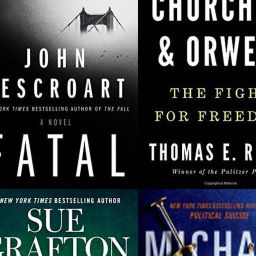 JOHN
ESCROART
NEW YORK TIMES BESTSELLING AUTHOR OF THE FALL
A NOVEL
FATAL
CHURCH
& ORWE
THE FIGH
FOR FREED
THOMAS E. R
Winner of the Pulitzer P
NEW YORK TIMES BESTSELLING AUTHOR
SUE
GRAFTON
NEW YORK TIMES BESTSELLING
POLITICAL SUICIDE
MICHA